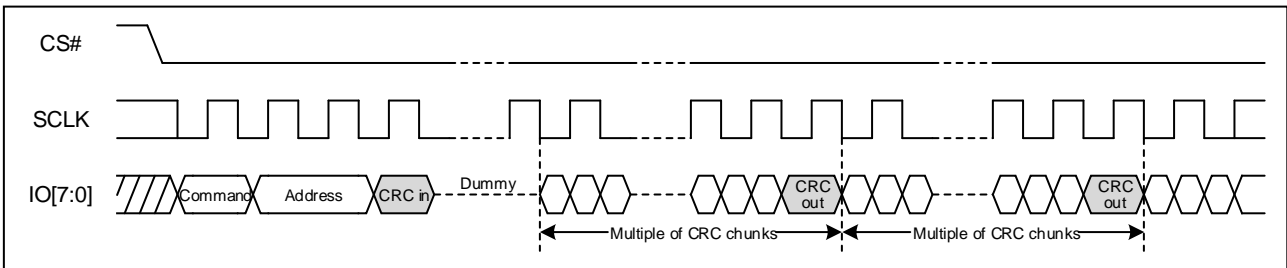 CS#
SCLK
IO[7:0]
Command
Address
CRC in
Dummy
CRC
out
CRC
out
Multiple of CRC chunks
Multiple of CRC chunks